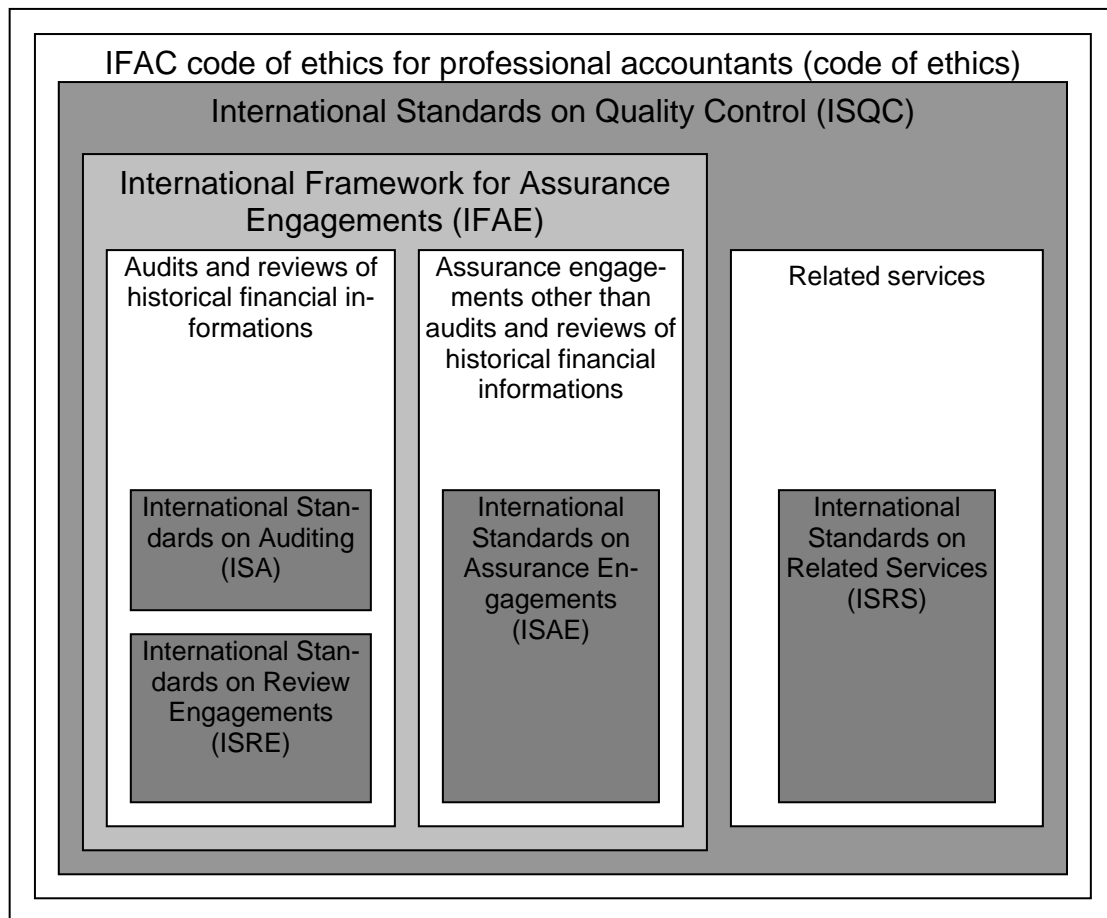 IFAC code of ethics for professional accountants (code of ethics)
International Standards on Quality Control (ISQC)
International Framework for Assurance
Engagements (IFAE)
Audits and reviews of
historical financial in-
formations
Assurance engage-
ments other than
audits and reviews of
historical financial
informations
Related services
International Stan-
dards on Auditing
(ISA)
International Stan-
dards on Review
Engagements
(ISRE)
International
Standards on
Assurance En-
gagements
(ISAE)
International
Standards on
Related Services
(ISRS)